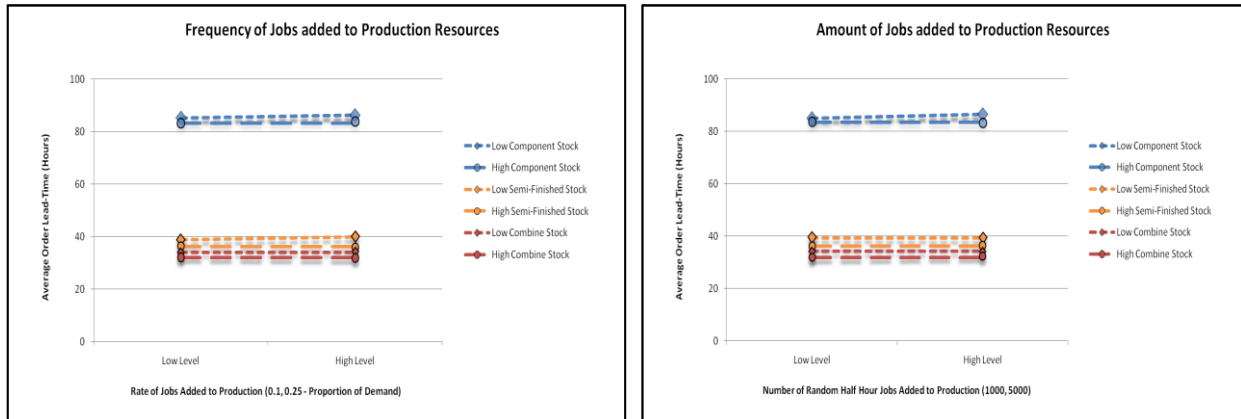 Frequency of Jobs added to Production Resources
Average Order Lead-Time (Hours)
100
80
60
40
20
0
Low Level
High Level
Rate of Jobs Added to Production (0.1, 0.25 - Proportion of Demand)
Low Component Stock
High Component Stock
Low Semi-Finished Stock
High Semi-Finished Stock
Low Combine Stock
High Combine Stock
Amount of Jobs added to Production Resources
Average Order Lead-Time (Hours)
100
80
60
40
20
0
Low Level
High Level
Number of Random Half Hour Jobs Added to Production (1000, 5000)
Low Component Stock
High Component Stock
Low Semi-Finished Stock
High Semi-Finished Stock
Low Combine Stock
High Combine Stock